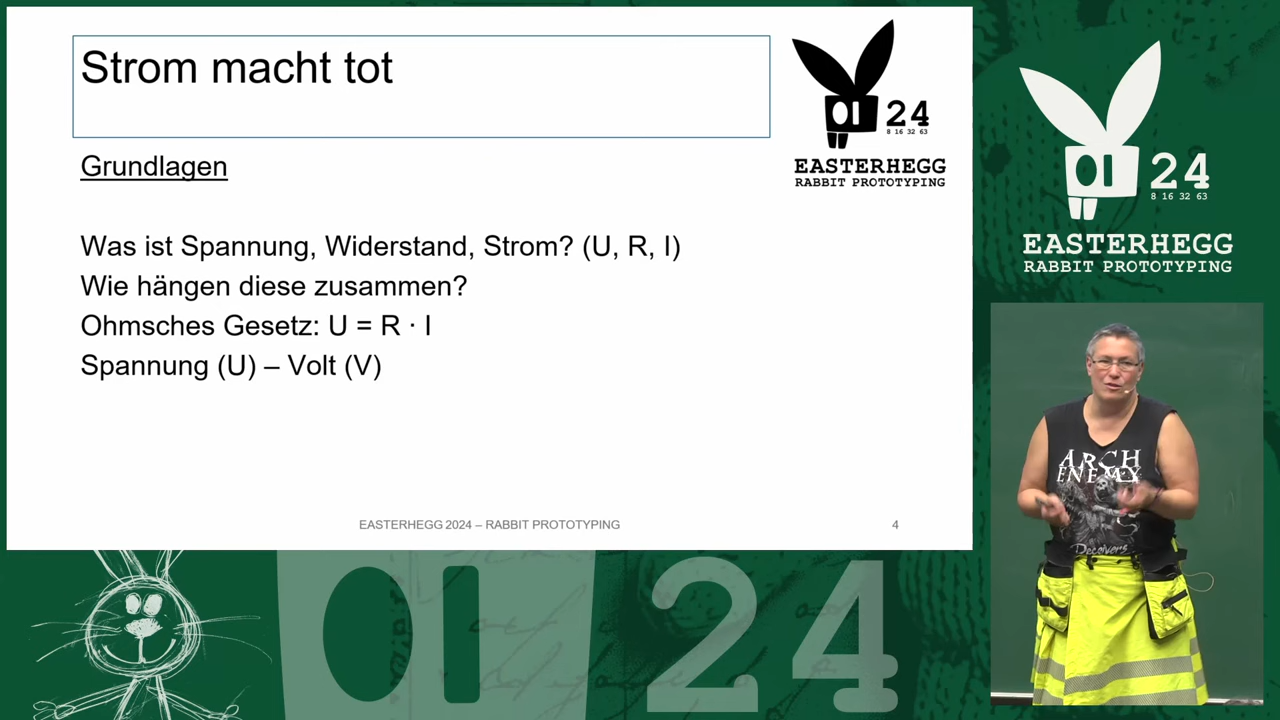 Strom macht tot
24
8 16 32 63
EASTERHEGG
RABBIT PROTOTYPING
Grundlagen
Was ist Spannung, Widerstand, Strom? (U, R, I)
Wie hängen diese zusammen?
Ohmsches Gesetz: U = R · I
Spannung (U) – Volt (V)
EASTERHEGG 2024 – RABBIT PROTOTYPING
4
24
8 16 32 63
EASTERHEGG
RABBIT PROTOTYPING
ARCH
ENEMY
Deceivers
24